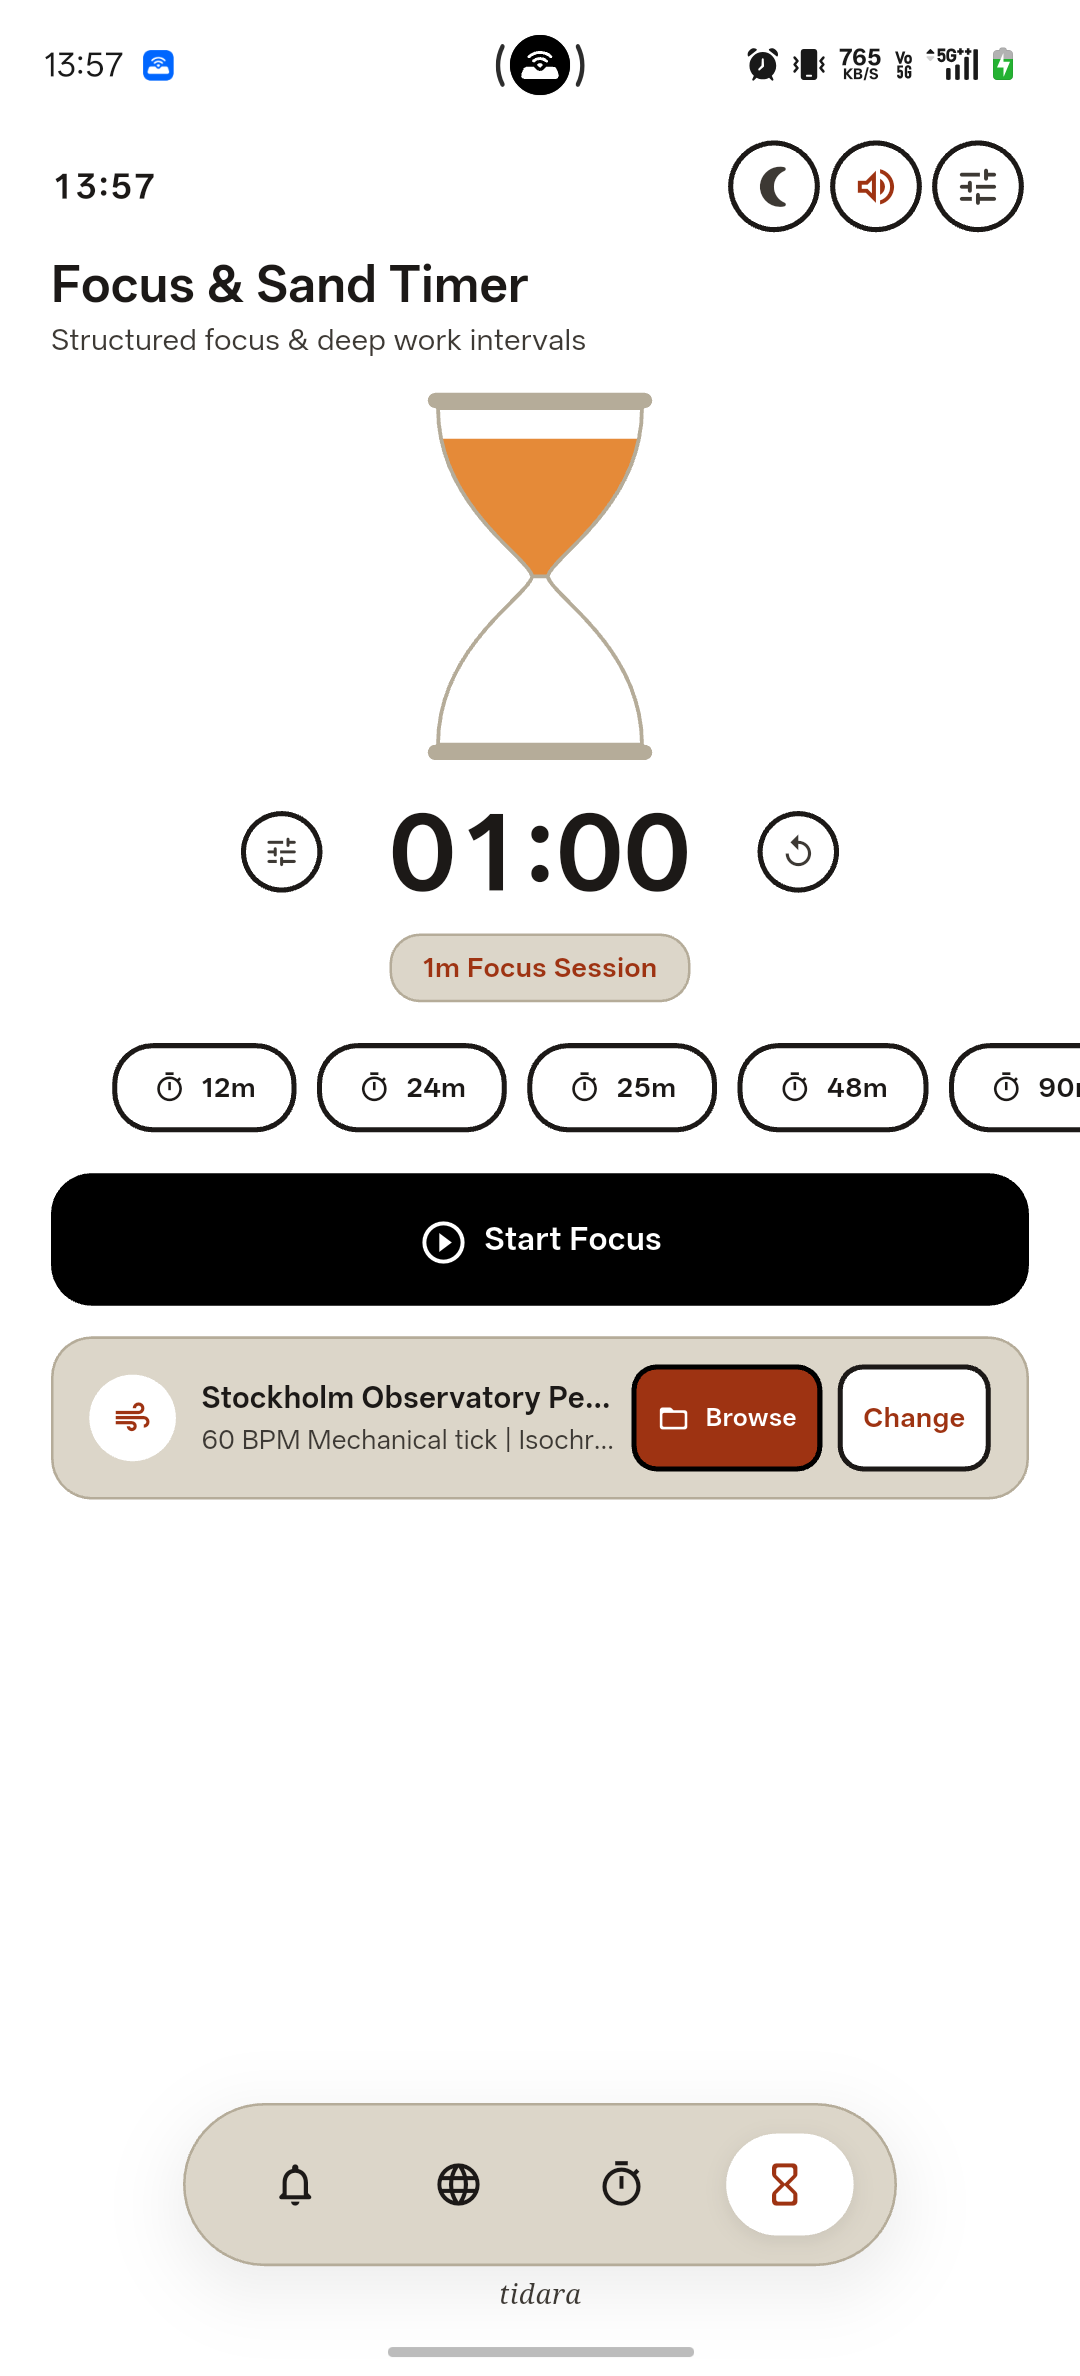 13:57
765 KB/S Vo 5G 5G++
13:57
Focus & Sand Timer
Structured focus & deep work intervals
01:00
1m Focus Session
12m 24m 25m 48m 90
Start Focus
Stockholm Observatory Pe...
60 BPM Mechanical tick | Isochr...
Browse
Change
tidara